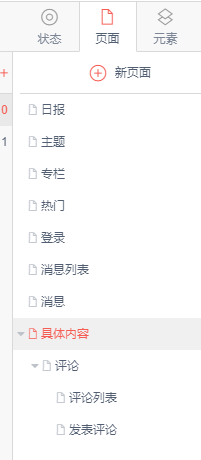 状态 页面 元素
+ 新页面
0 日报
1 主题
专栏
热门
登录
消息列表
消息
具体内容
评论
评论列表
发表评论